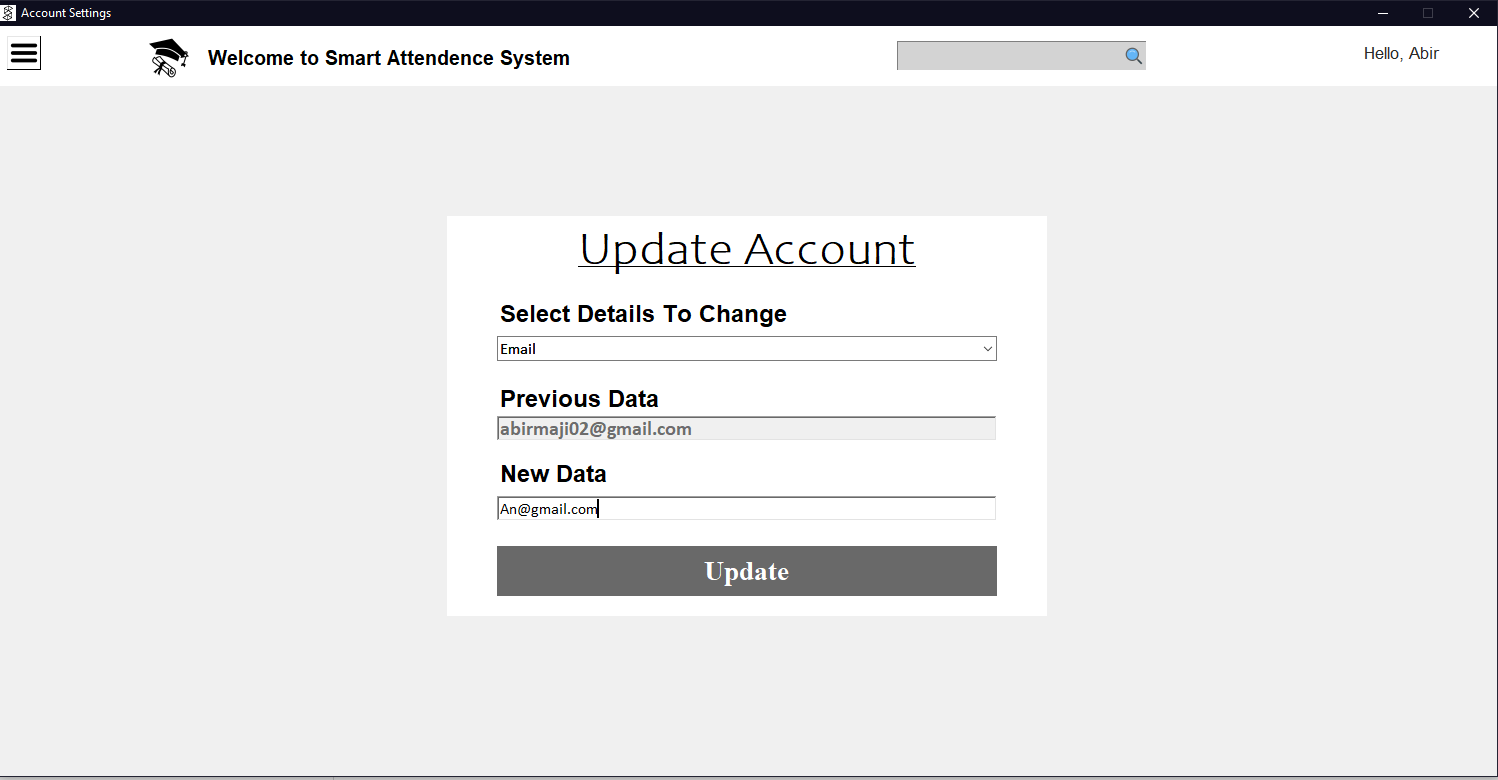 Account Settings
Welcome to Smart Attendence System
Hello, Abir
Update Account
Select Details To Change
Email
Previous Data
abirmaji02@gmail.com
New Data
An@gmail.com
Update